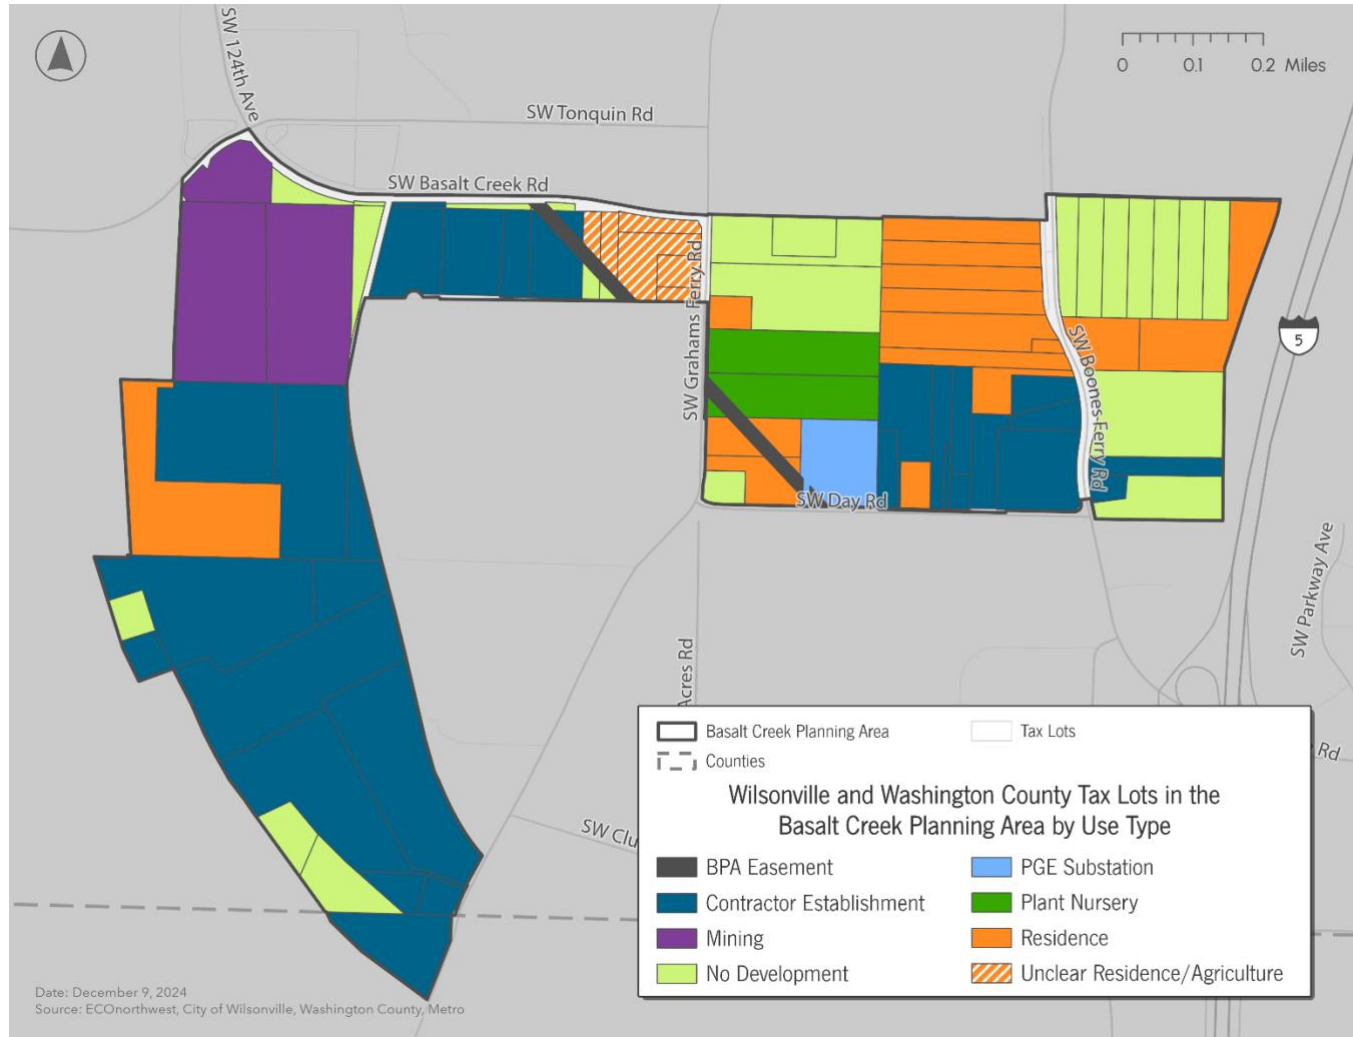 SW 124th Ave
0 0.1 0.2 Miles
SW Tonquin Rd
SW Basalt Creek Rd
SW Grahams Ferry Rd
SW Boones Ferry Rd
5
SW Day Rd
SW Parkway Ave
Acres Rd
SW Clu
Rd
Basalt Creek Planning Area
Tax Lots
Counties
Wilsonville and Washington County Tax Lots in the
Basalt Creek Planning Area by Use Type
BPA Easement
PGE Substation
Contractor Establishment
Plant Nursery
Mining
Residence
No Development
Unclear Residence/Agriculture
Date: December 9, 2024
Source: ECOnorthwest, City of Wilsonville, Washington County, Metro